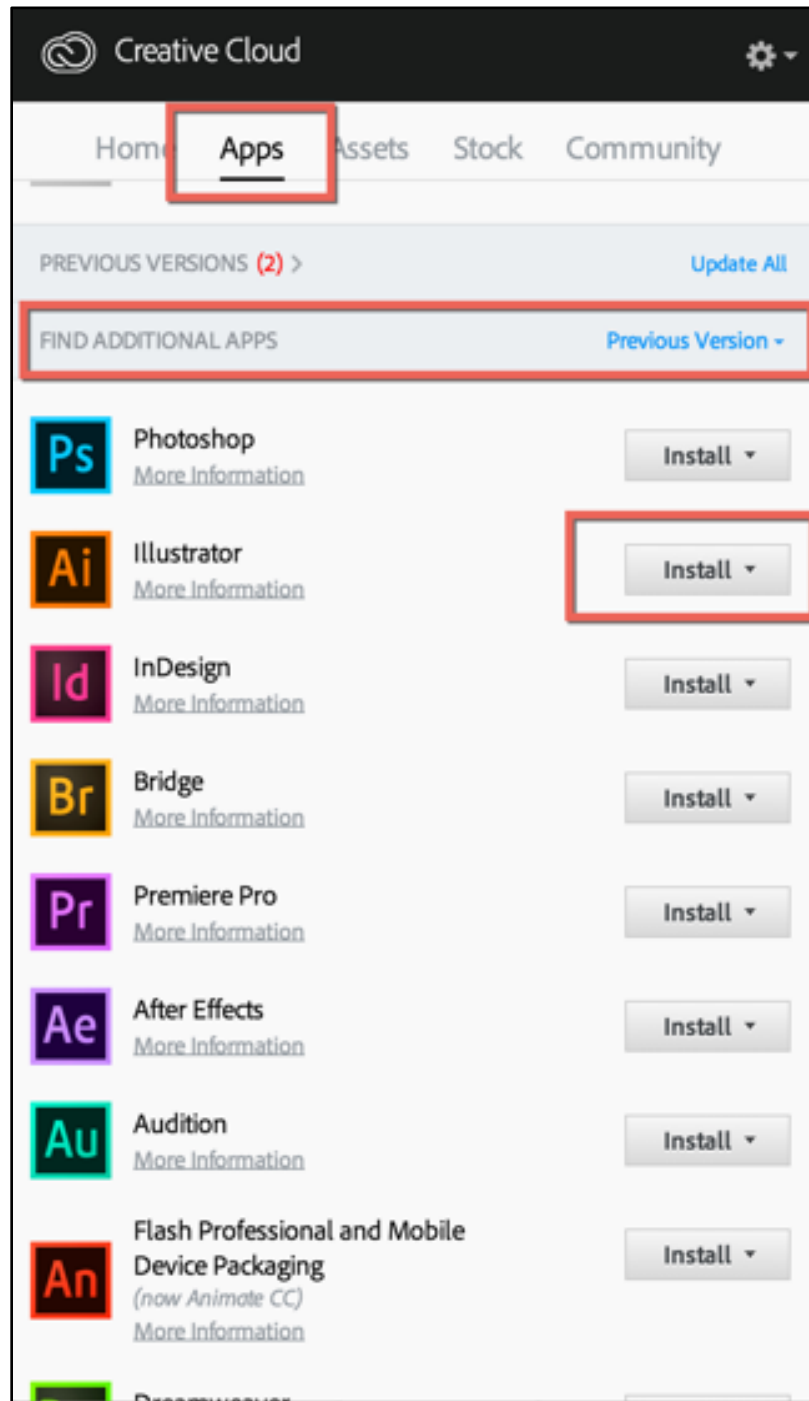 Creative Cloud
Home Apps Assets Stock Community
PREVIOUS VERSIONS (2) >
Update All
FIND ADDITIONAL APPS
Previous Version
Ps
Photoshop
More Information
Install
Ai
Illustrator
More Information
Install
Id
InDesign
More Information
Install
Br
Bridge
More Information
Install
Pr
Premiere Pro
More Information
Install
Ae
After Effects
More Information
Install
Au
Audition
More Information
Install
An
Flash Professional and Mobile
Device Packaging
(now Animate CC)
More Information
Install